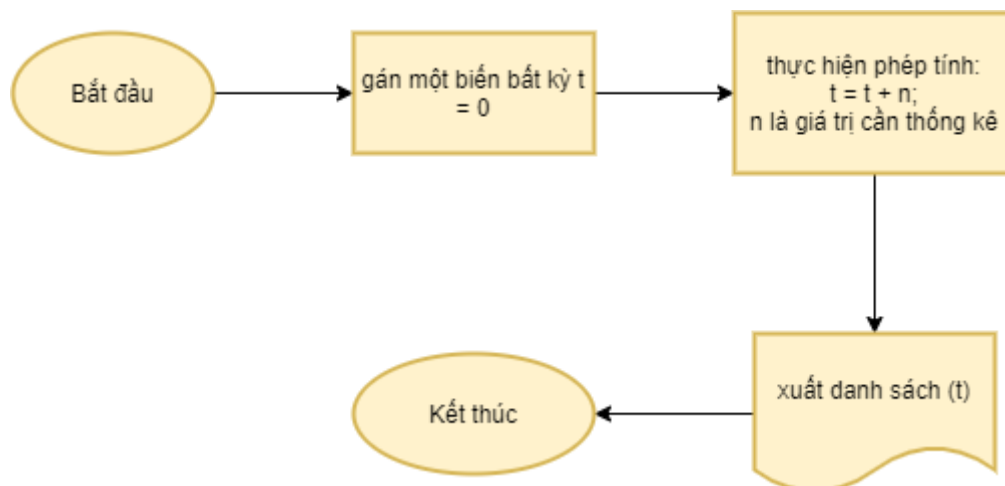 Bắt đầu
gán một biến bất kỳ t
= 0
thực hiện phép tính:
t = t + n;
n là giá trị cần thống kê
xuất danh sách (t)
Kết thúc